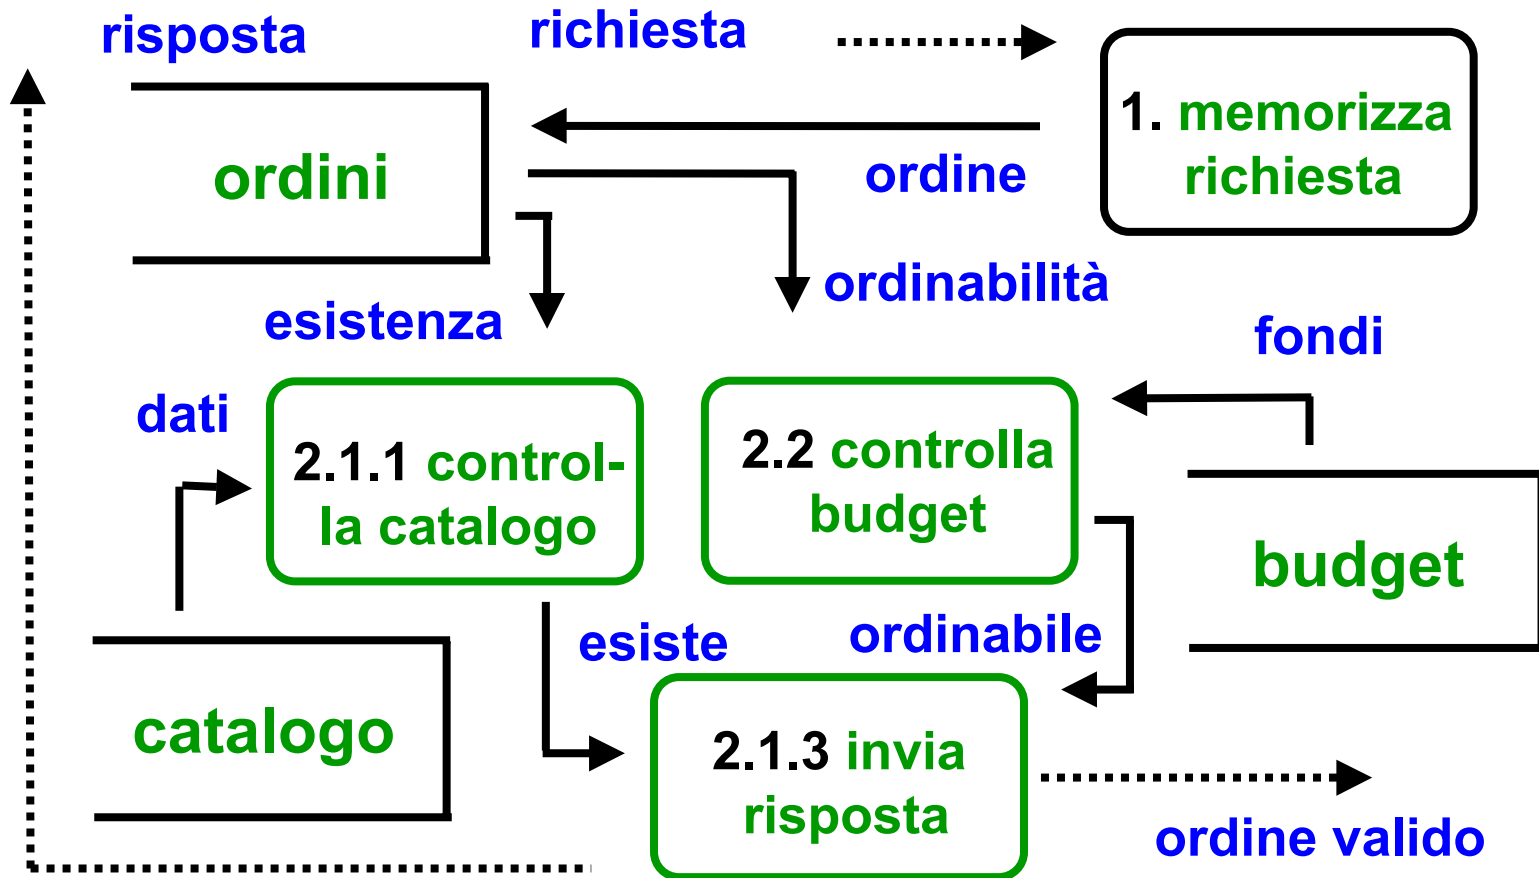 risposta
richiesta
1. memorizza
richiesta
ordini
ordine
ordinabilità
esistenza
fondi
dati
2.1.1 control-
la catalogo
2.2 controlla
budget
budget
esiste
ordinabile
catalogo
2.1.3 invia
risposta
ordine valido